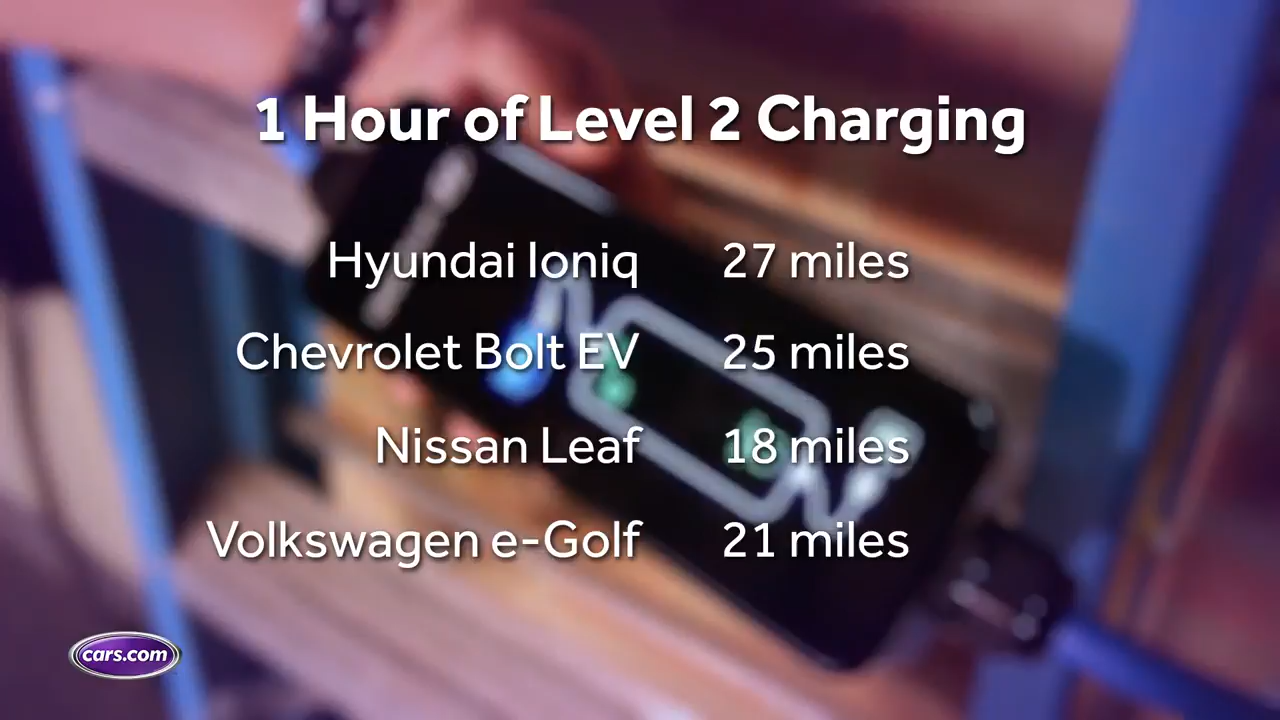 1 Hour of Level 2 Charging
Hyundai Ioniq 27 miles
Chevrolet Bolt EV 25 miles
Nissan Leaf 18 miles
Volkswagen e-Golf 21 miles
cars.com